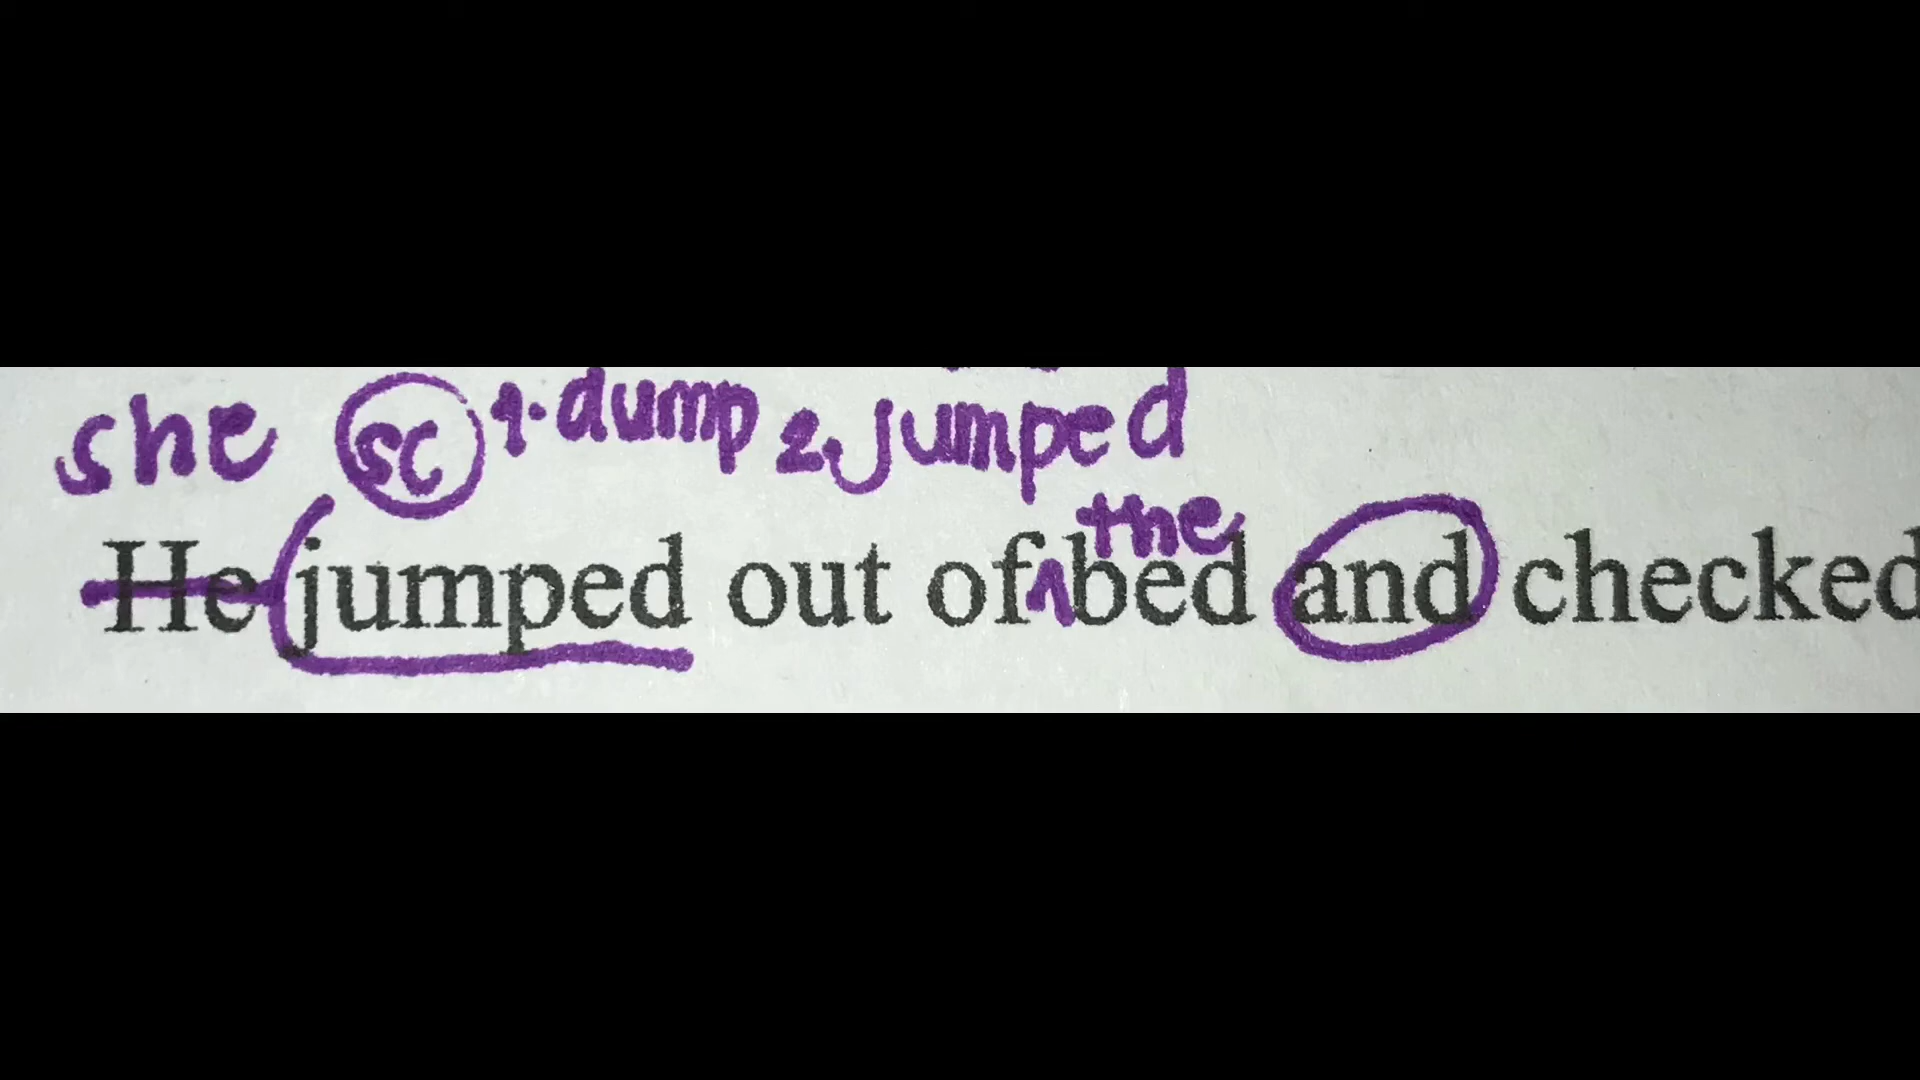 she SC 1. dump 2. jumped
the
He jumped out of bed and checked